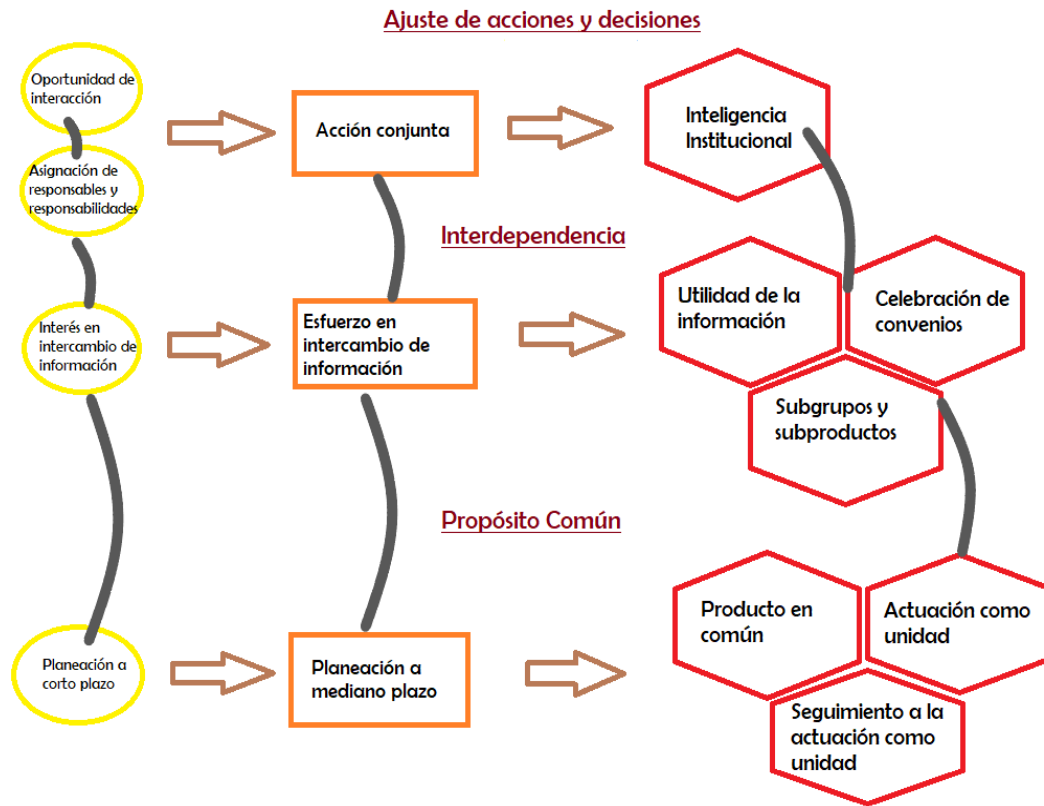 Ajuste de acciones y decisiones
Oportunidad de
interacción
Asignación de
responsables y
responsabilidades
Acción conjunta
Inteligencia
Institucional
Interdependencia
Interés en
intercambio de
información
Esfuerzo en
intercambio de
información
Utilidad de la
información
Celebración de
convenios
Subgrupos y
subproductos
Propósito Común
Planeación a
corto plazo
Planeación a
mediano plazo
Producto en
común
Actuación como
unidad
Seguimiento a la
actuación como
unidad